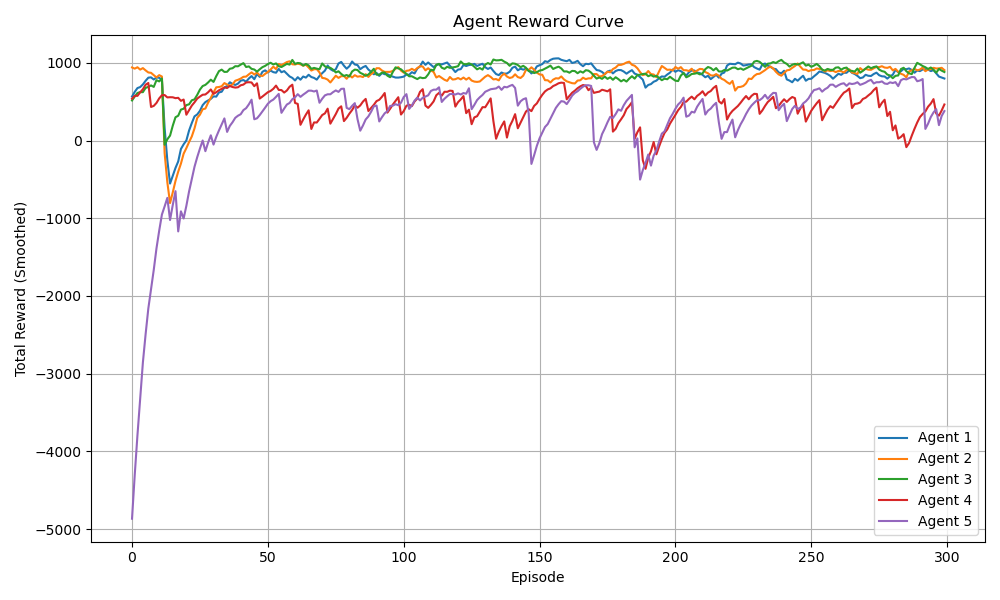 Agent Reward Curve
Total Reward (Smoothed)
1000
0
−1000
−2000
−3000
−4000
−5000
0 50 100 150 200 250 300
Episode
Agent 1
Agent 2
Agent 3
Agent 4
Agent 5